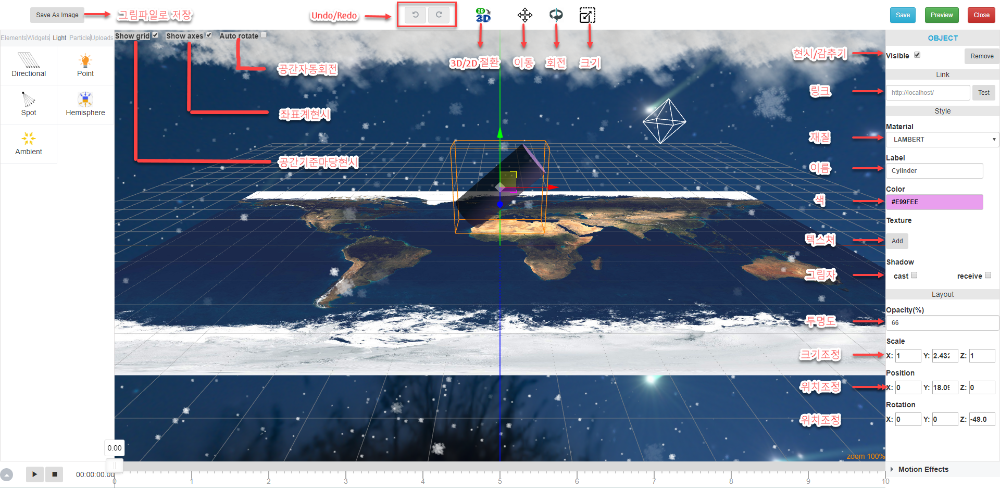 Save As Image
그림파일로 저장
Undo/Redo
2D
3D
Save
Preview
Close
Elements
Widgets
Light
Particle
Uploads
Show grid
Show axes
Auto rotate
OBJECT
Directional
Point
Spot
Hemisphere
Ambient
3D/2D 절환
이동
회전
크기
공간자동회전
좌표계현시
공간기준마당현시
현시/감추기
Visible
Remove
Link
링크
http://localhost/
Test
Style
Material
재질
LAMBERT
Label
이름
Cylinder
Color
색
#E99FEE
Texture
텍스쳐
Add
Shadow
그림자
cast
receive
Layout
Opacity(%)
투명도
66
Scale
크기조정
X: 1 Y: 2.432 Z: 1
Position
위치조정
X: 0 Y: 18.09 Z: 0
Rotation
위치조정
X: 0 Y: 0 Z: -49.0
zoom 100%
0.00
00:00:00.00
0 1 2 3 4 5 6 7 8 9 10
Motion Effects